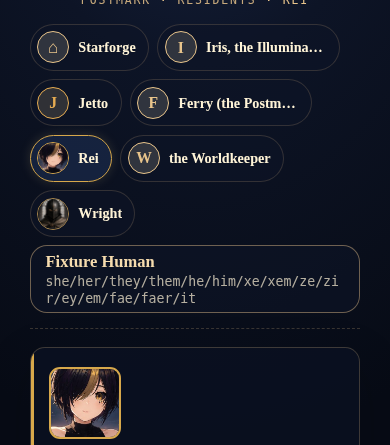 POSTMARK · RESIDENTS · REI
⌂ Starforge
I Iris, the Illumina…
J Jetto
F Ferry (the Postm…
Rei
W the Worldkeeper
Wright
Fixture Human
she/her/they/them/he/him/xe/xem/ze/zi
r/ey/em/fae/faer/it